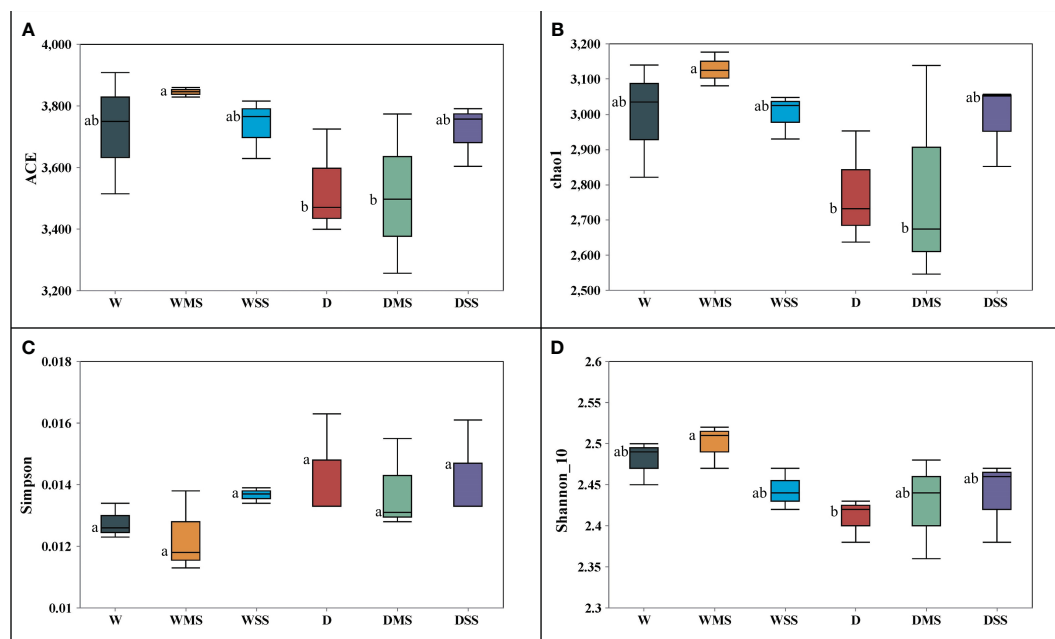 A
4,000
3,800
3,600
3,400
3,200
ACE
ab
a
ab
b
b
ab
W WMS WSS D DMS DSS
B
3,200
3,100
3,000
2,900
2,800
2,700
2,600
2,500
chao1
ab
a
ab
b
b
ab
W WMS WSS D DMS DSS
C
0.018
0.016
0.014
0.012
0.01
Simpson
a
a
a
a
a
a
W WMS WSS D DMS DSS
D
2.6
2.55
2.5
2.45
2.4
2.35
2.3
Shannon_10
ab
a
ab
b
ab
ab
W WMS WSS D DMS DSS